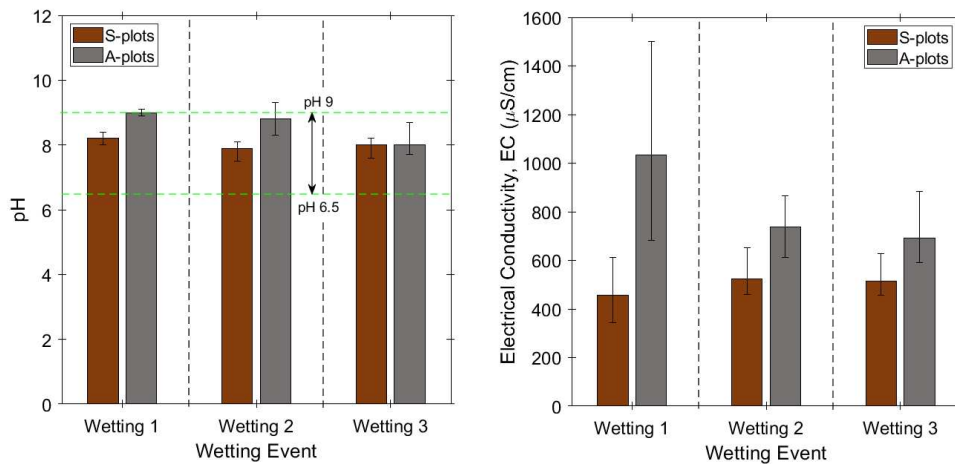 12
10
8
6
4
2
0
pH
S-plots
A-plots
pH 9
pH 6.5
Wetting 1
Wetting 2
Wetting 3
Wetting Event
1600
1400
1200
1000
800
600
400
200
0
Electrical Conductivity, EC (μS/cm)
S-plots
A-plots
Wetting 1
Wetting 2
Wetting 3
Wetting Event